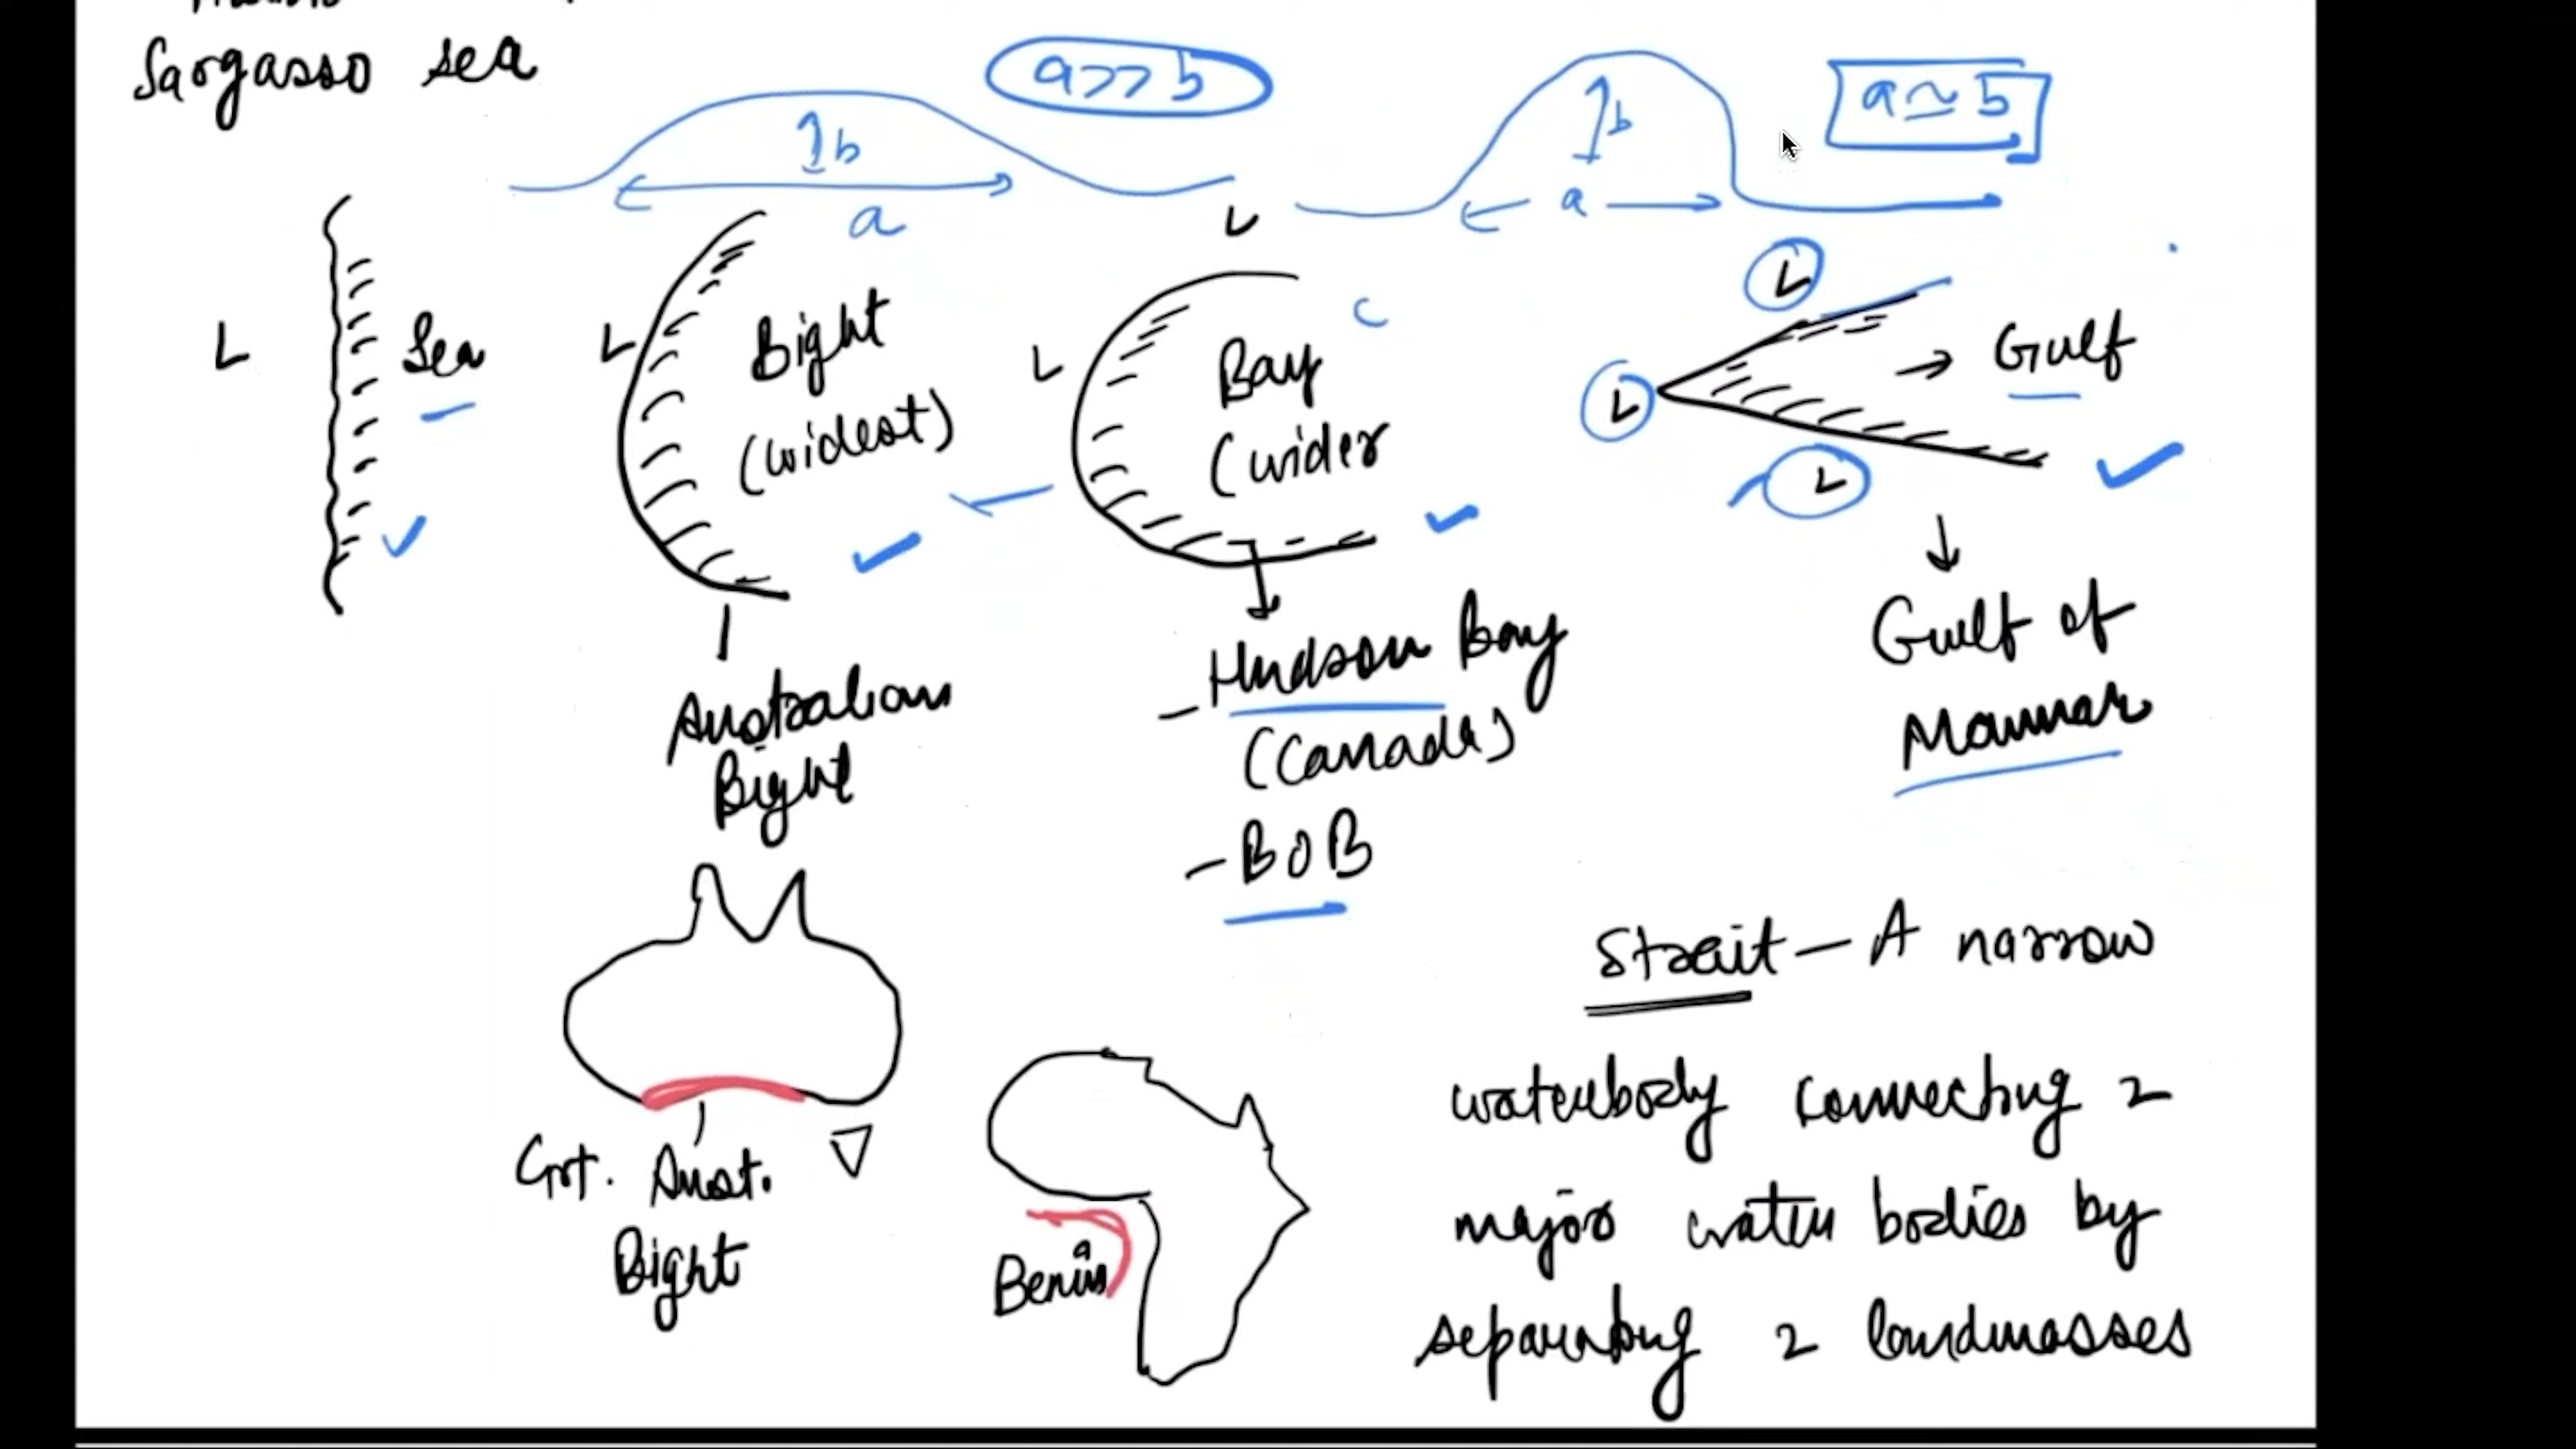 Sargasso sea
a>>b
b
a
b
a
a≃b
L
Sea
L
Bight
(widest)
L
L
Bay
(wider
c
L
L
L
→ Gulf
Australian
Bight
- Hudson Bay
(Canada)
- BOB
Gulf of
Mannar
Grt. Aust.
Bight
Strait – A narrow
waterbody connecting 2
major water bodies by
separating 2 landmasses